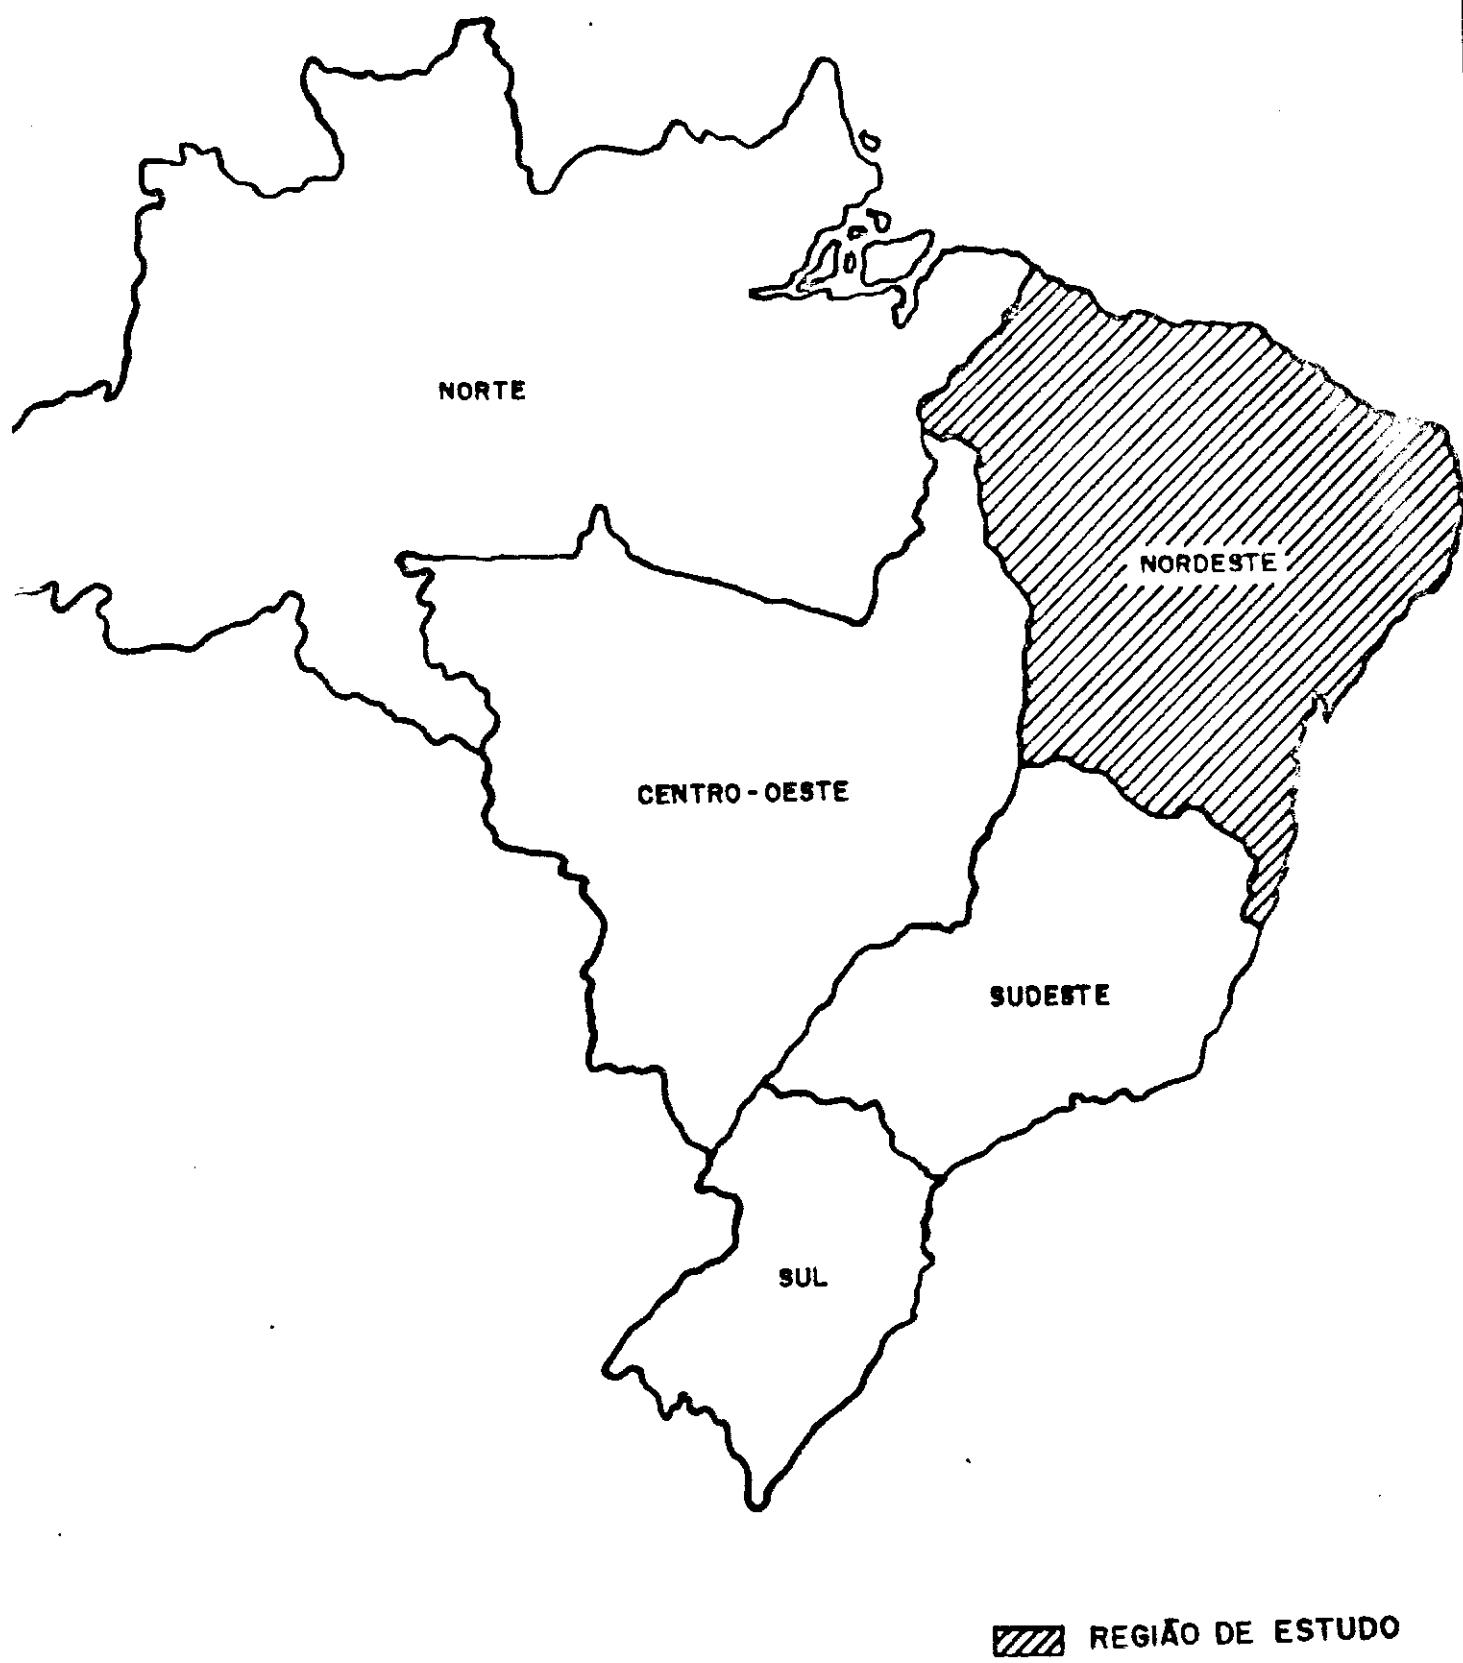 NORTE
NORDESTE
CENTRO-OESTE
SUDESTE
SUL
REGIÃO DE ESTUDO